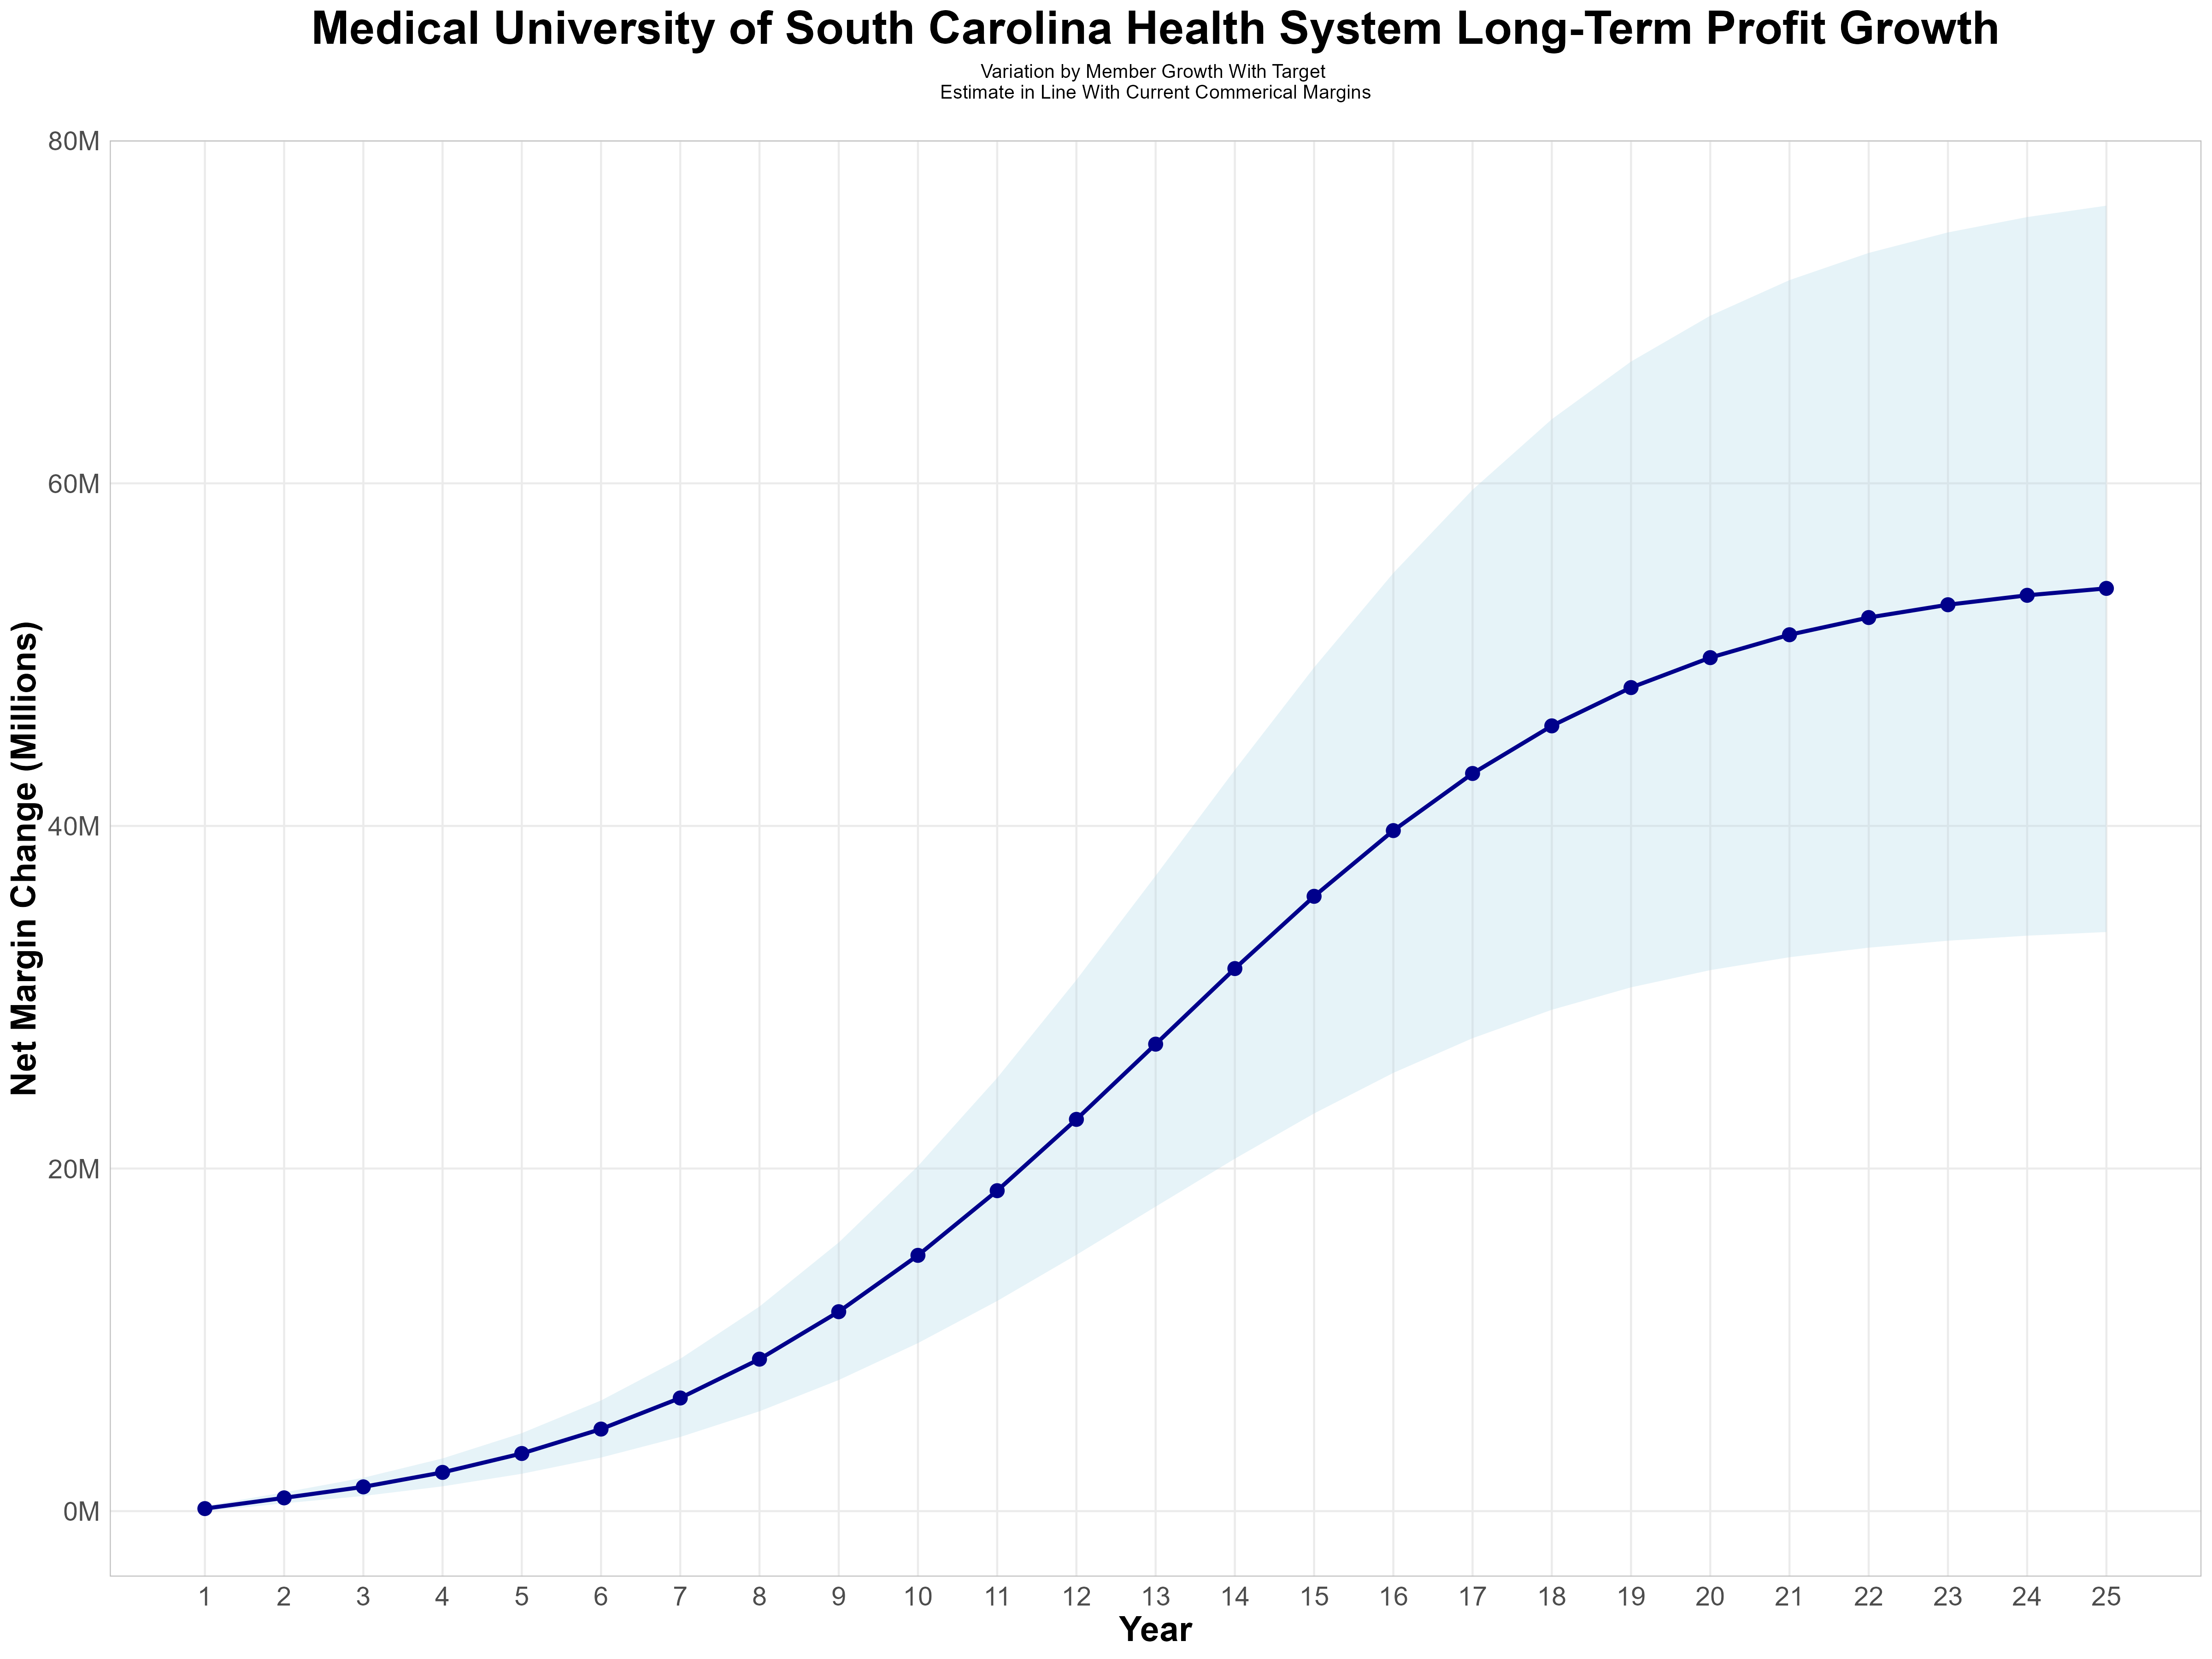 Medical University of South Carolina Health System Long-Term Profit Growth
Variation by Member Growth With Target
Estimate in Line With Current Commerical Margins
80M
60M
40M
20M
0M
Net Margin Change (Millions)
1 2 3 4 5 6 7 8 9 10 11 12 13 14 15 16 17 18 19 20 21 22 23 24 25
Year